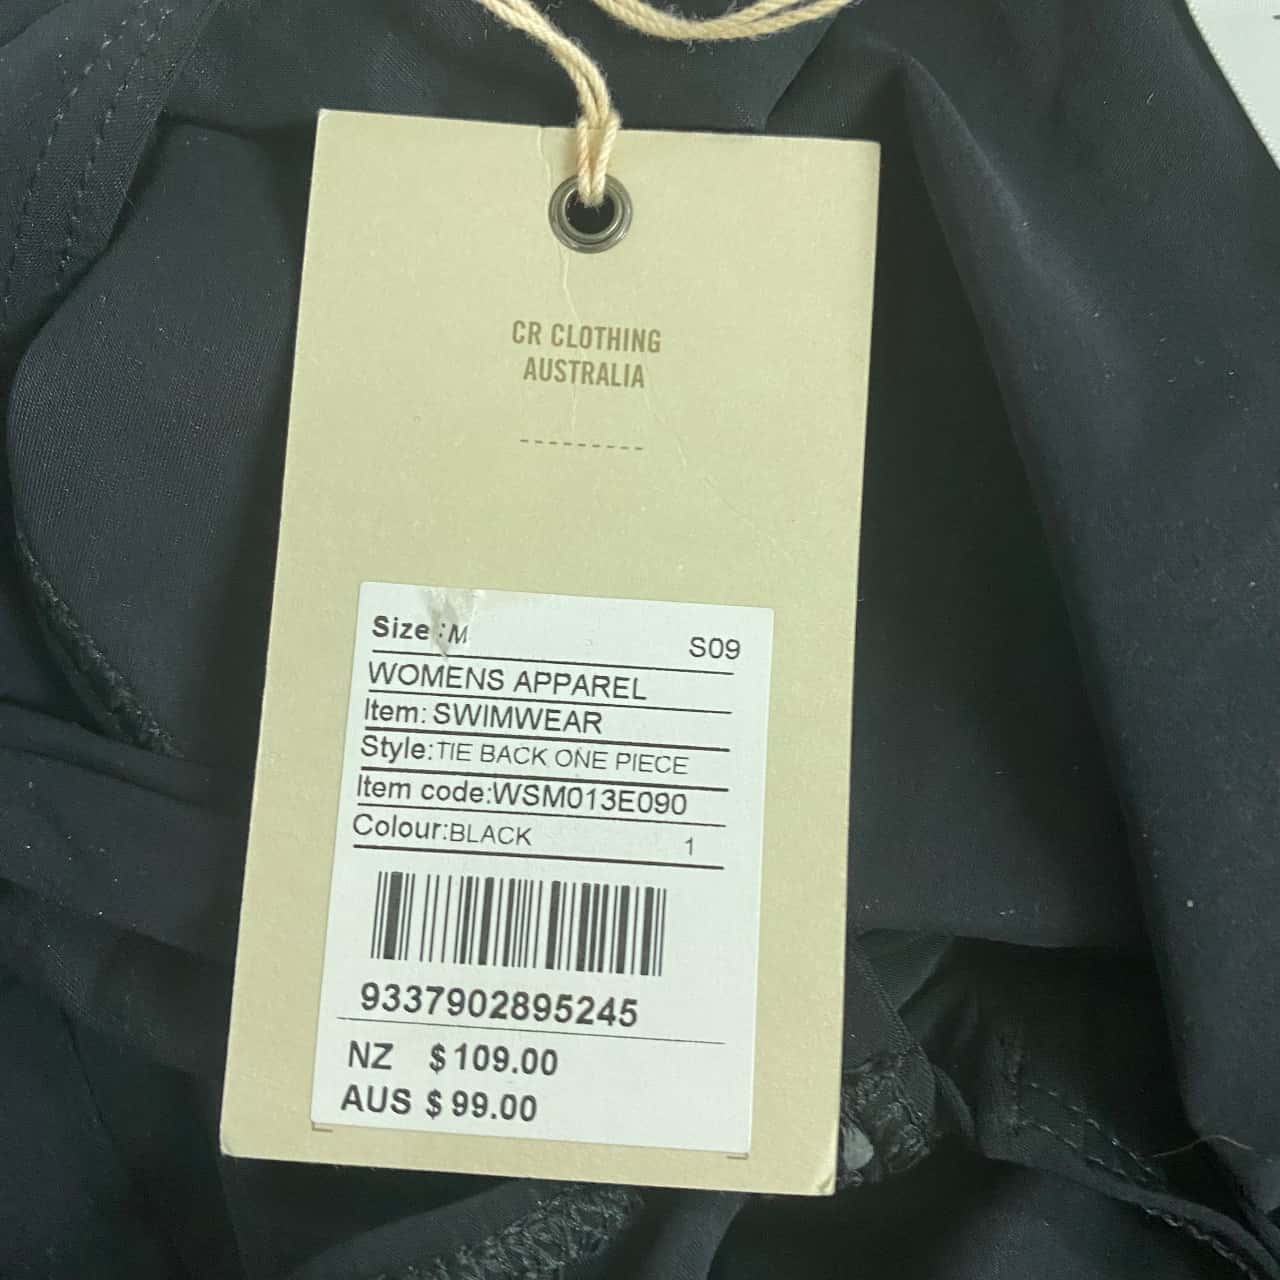 CR CLOTHING
AUSTRALIA
Size:M S09
WOMENS APPAREL
Item: SWIMWEAR
Style:TIE BACK ONE PIECE
Item code:WSM013E090
Colour:BLACK 1
9337902895245
NZ $109.00
AUS $99.00